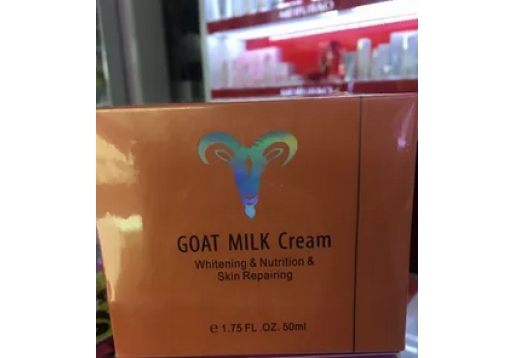 GOAT MILK Cream
Whitening & Nutrition &
Skin Repairing
℮ 1.75 FL .OZ. 50ml